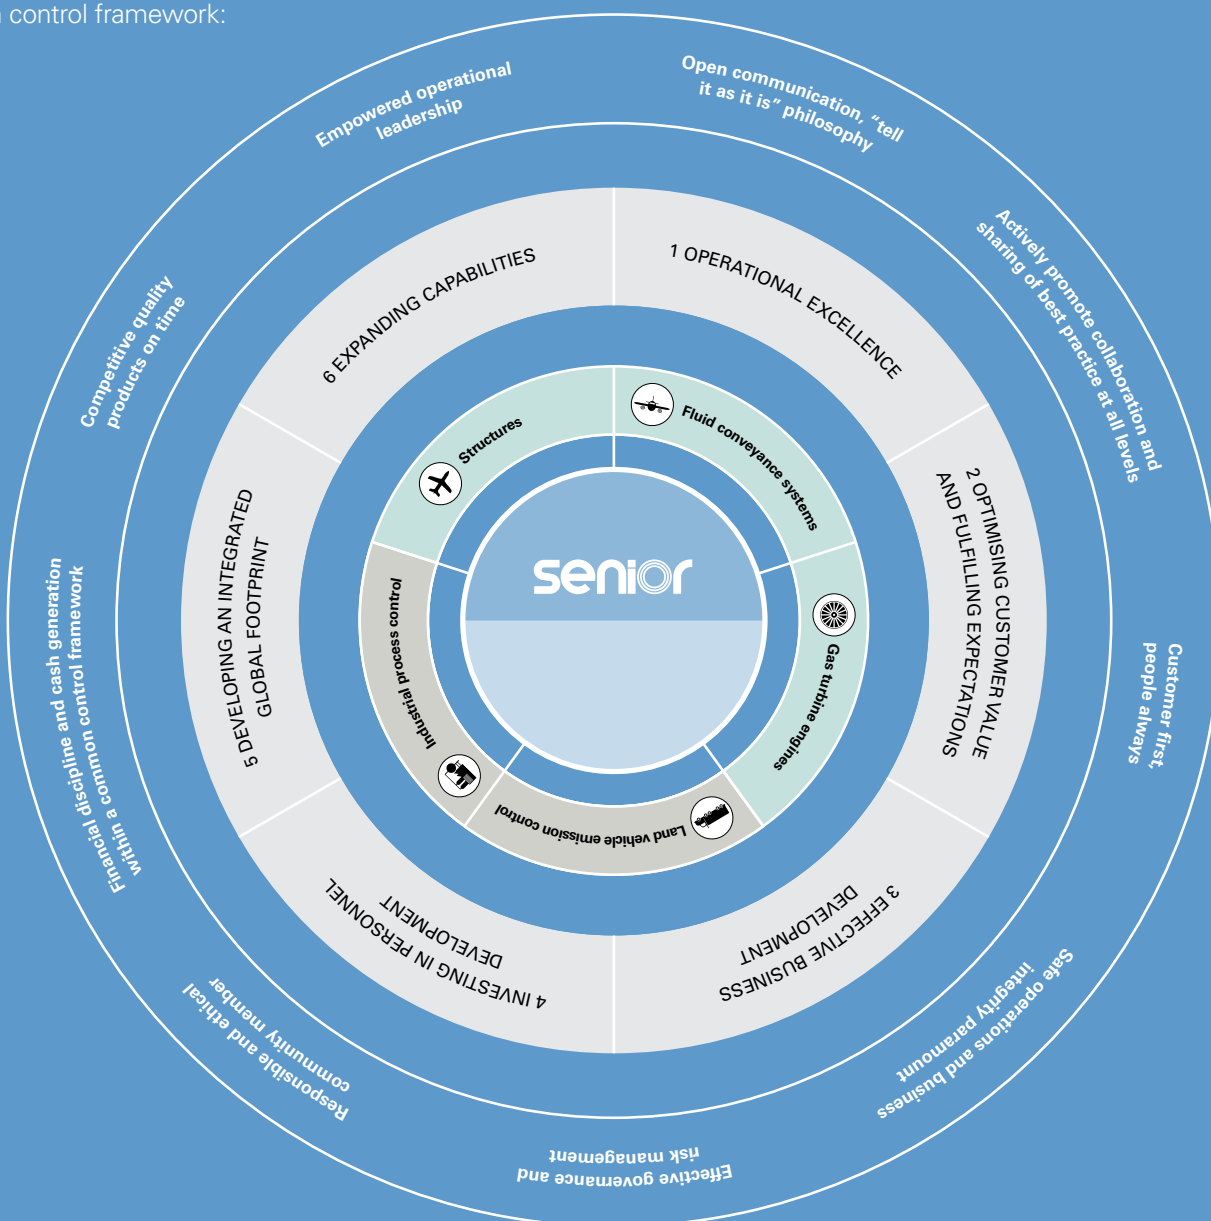 control framework:
Open communication, “tell
it as it is” philosophy
Actively promote collaboration and
sharing of best practice at all levels
Customer first,
people always
Safe operations and business
integrity paramount
Effective governance and
risk management
Responsible and ethical
community member
Financial discipline and cash generation
within a common control framework
Competitive quality
products on time
Empowered operational
leadership
1 OPERATIONAL EXCELLENCE
2 OPTIMISING CUSTOMER VALUE
AND FULFILLING EXPECTATIONS
3 EFFECTIVE BUSINESS
DEVELOPMENT
4 INVESTING IN PERSONNEL
DEVELOPMENT
5 DEVELOPING AN INTEGRATED
GLOBAL FOOTPRINT
6 EXPANDING CAPABILITIES
Fluid conveyance systems
Gas turbine engines
Land vehicle emission control
Industrial process control
Structures
senior